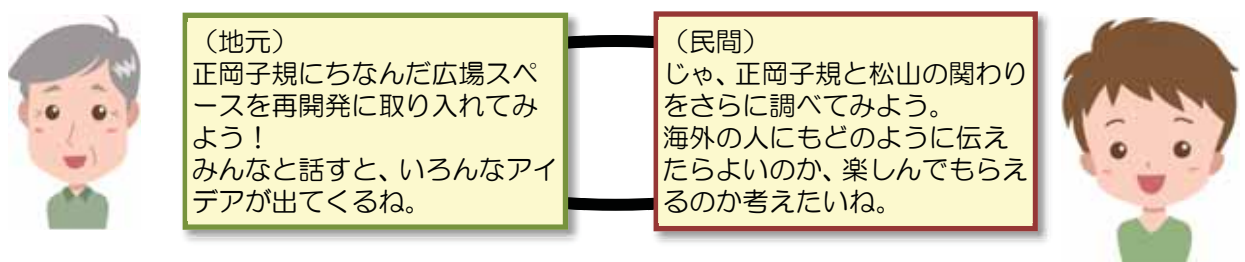 （地元）
正岡子規にちなんだ広場スペ
ースを再開発に取り入れてみ
よう！
みんなと話すと、いろんなアイ
デアが出てくるね。
（民間）
じゃ、正岡子規と松山の関わり
をさらに調べてみよう。
海外の人にもどのように伝え
たらよいのか、楽しんでもらえ
るのか考えたいね。